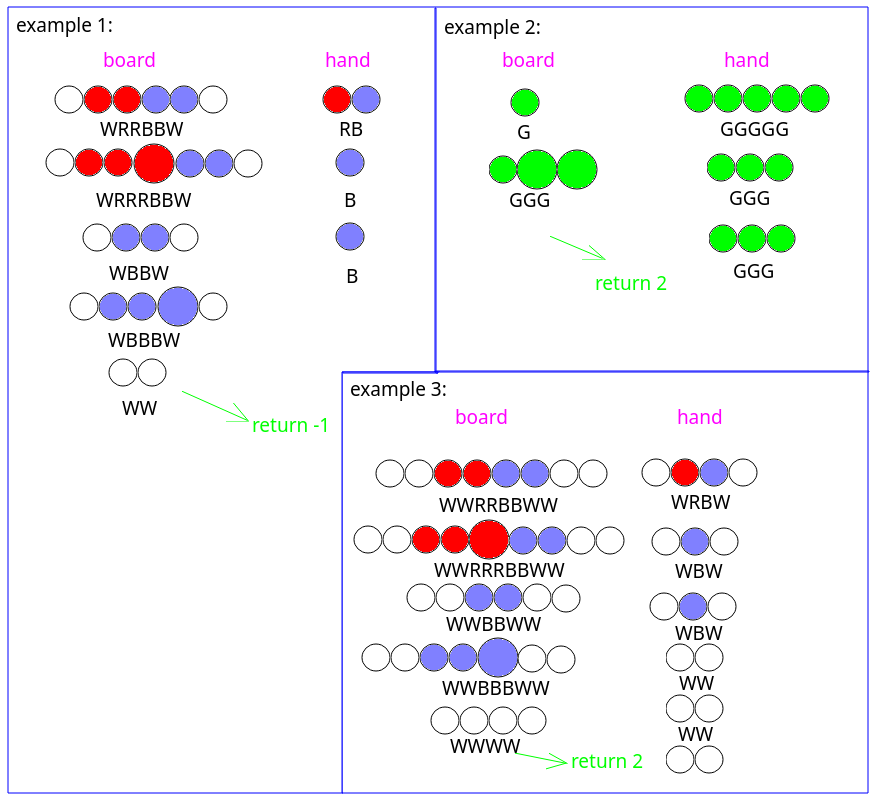 example 1:
board hand
WRRBBW RB
WRRRBBW B
WBBW B
WBBBW
WW
return -1
example 2:
board hand
G GGGGG
GGG GGG
GGG
return 2
example 3:
board hand
WWRRBBWW WRBW
WWRRRBBWW WBW
WWBBWW WBW
WWBBBWW WW
WWWW WW
return 2